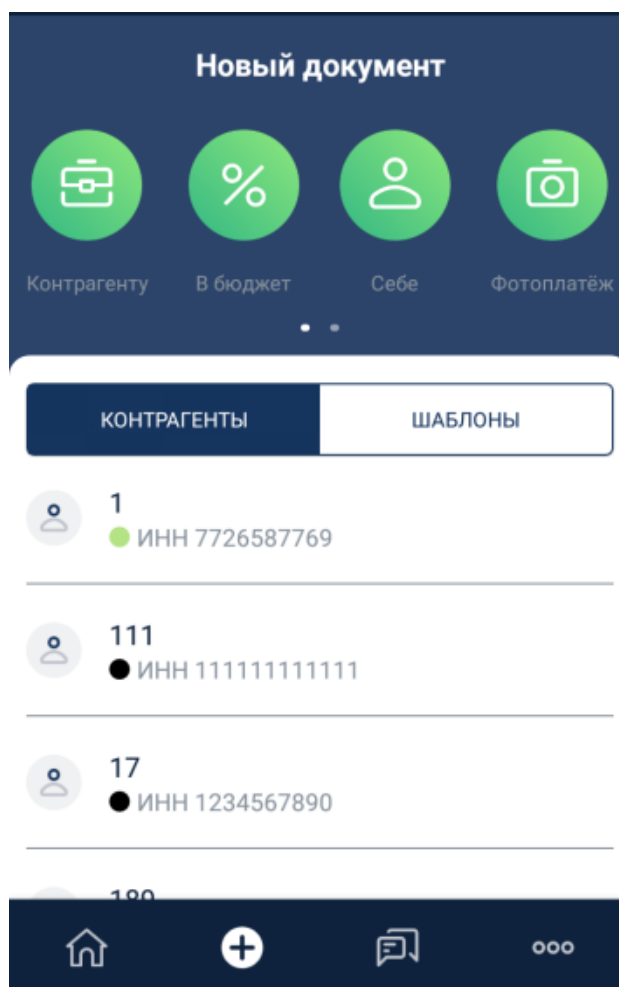 Новый документ
Контрагенту В бюджет Себе Фотоплатёж
КОНТРАГЕНТЫ ШАБЛОНЫ
1
ИНН 7726587769
111
ИНН 111111111111
17
ИНН 1234567890